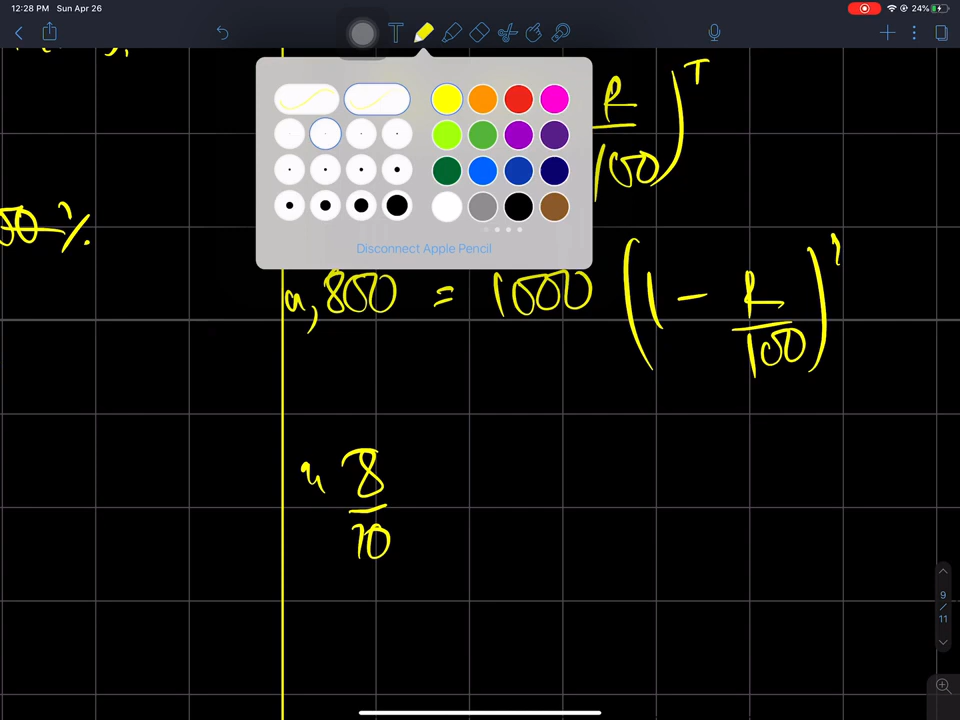 12:28 PM Sun Apr 26 24%
T
R
100)
50 %
Disconnect Apple Pencil
800 = 1000 (1 - R/100)¹
8
10
9
/
11